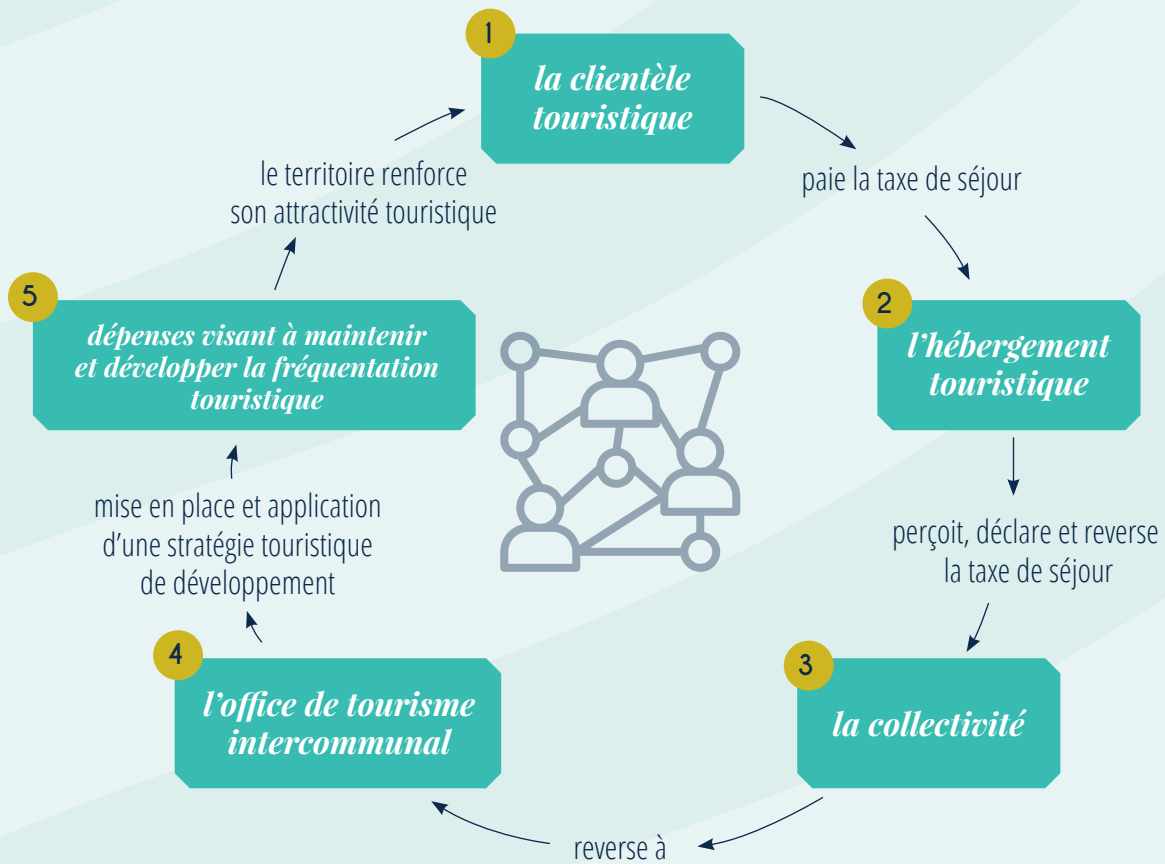 1
la clientèle
touristique
paie la taxe de séjour
2
l’hébergement
touristique
perçoit, déclare et reverse
la taxe de séjour
3
la collectivité
reverse à
4
l’office de tourisme
intercommunal
mise en place et application
d’une stratégie touristique
de développement
5
dépenses visant à maintenir
et développer la fréquentation
touristique
le territoire renforce
son attractivité touristique